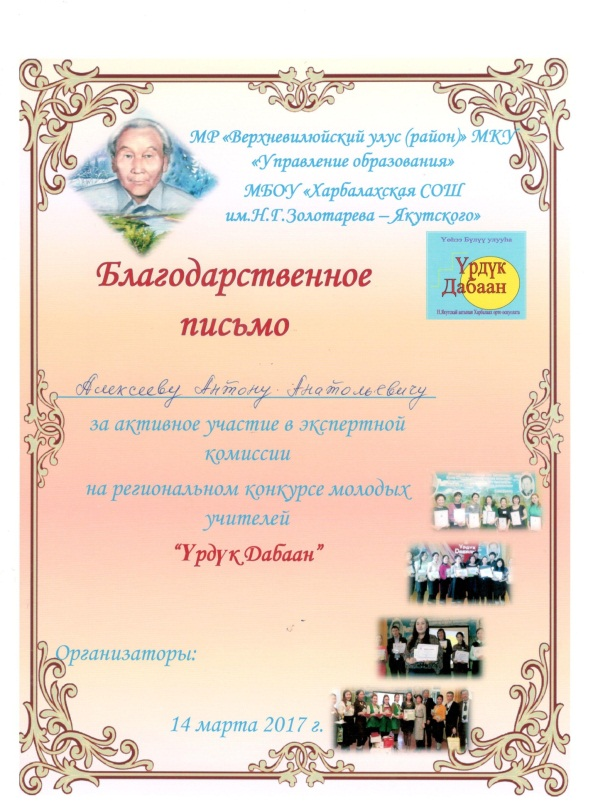 МР «Верхневилюйский улус (район)» МКУ
«Управление образования»
МБОУ «Харбалахская СОШ
им.Н.Г.Золотарева – Якутского»
Үөһээ Бүлүү улууһа
Үрдүк
Дабаан
Благодарственное
письмо
Алексееву Антону Анатольевичу
за активное участие в экспертной
комиссии
на региональном конкурсе молодых
учителей
“Үрдүк Дабаан”
Организаторы:
14 марта 2017 г.